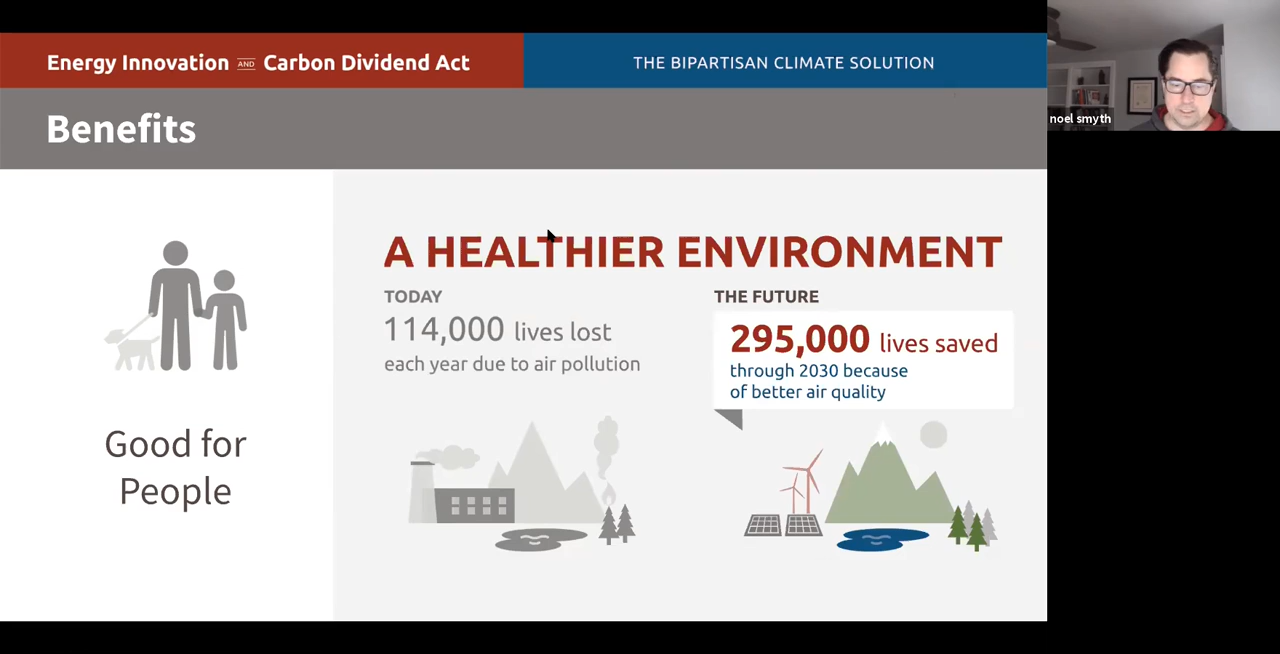 Energy Innovation AND Carbon Dividend Act
THE BIPARTISAN CLIMATE SOLUTION
noel smyth
Benefits
A HEALTHIER ENVIRONMENT
TODAY
114,000 lives lost
each year due to air pollution
THE FUTURE
295,000 lives saved
through 2030 because
of better air quality
Good for
People